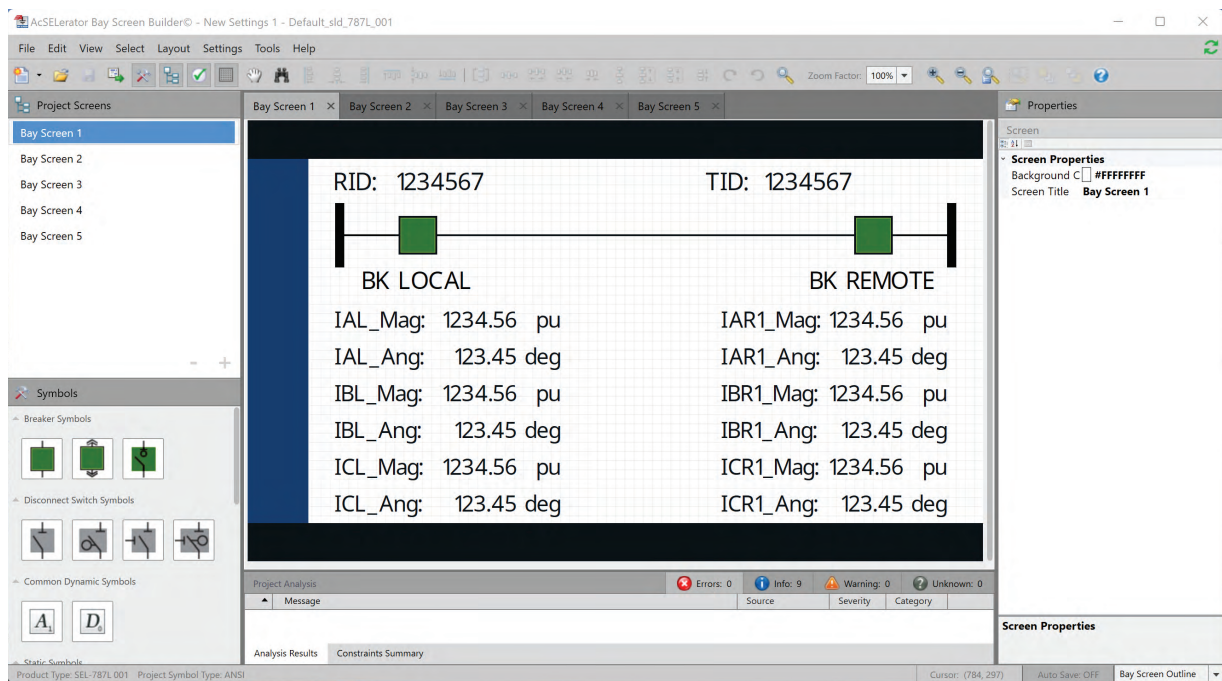 AcSELerator Bay Screen Builder© - New Settings 1 - Default_sld_787L_001
File Edit View Select Layout Settings Tools Help
Zoom Factor: 100%
Project Screens
Bay Screen 1
Bay Screen 2
Bay Screen 3
Bay Screen 4
Bay Screen 5
Symbols
Breaker Symbols
Disconnect Switch Symbols
Common Dynamic Symbols
A1 D0
Static Symbols
Bay Screen 1 Bay Screen 2 Bay Screen 3 Bay Screen 4 Bay Screen 5
RID: 1234567 TID: 1234567
BK LOCAL BK REMOTE
IAL_Mag: 1234.56 pu IAR1_Mag: 1234.56 pu
IAL_Ang: 123.45 deg IAR1_Ang: 123.45 deg
IBL_Mag: 1234.56 pu IBR1_Mag: 1234.56 pu
IBL_Ang: 123.45 deg IBR1_Ang: 123.45 deg
ICL_Mag: 1234.56 pu ICR1_Mag: 1234.56 pu
ICL_Ang: 123.45 deg ICR1_Ang: 123.45 deg
Project Analysis Errors: 0 Info: 9 Warning: 0 Unknown: 0
Message Source Severity Category
Analysis Results Constraints Summary
Properties
Screen
Screen Properties
Background C #FFFFFFFF
Screen Title Bay Screen 1
Screen Properties
Product Type: SEL-787L 001 Project Symbol Type: ANSI Cursor: (784, 297) Auto Save: OFF Bay Screen Outline